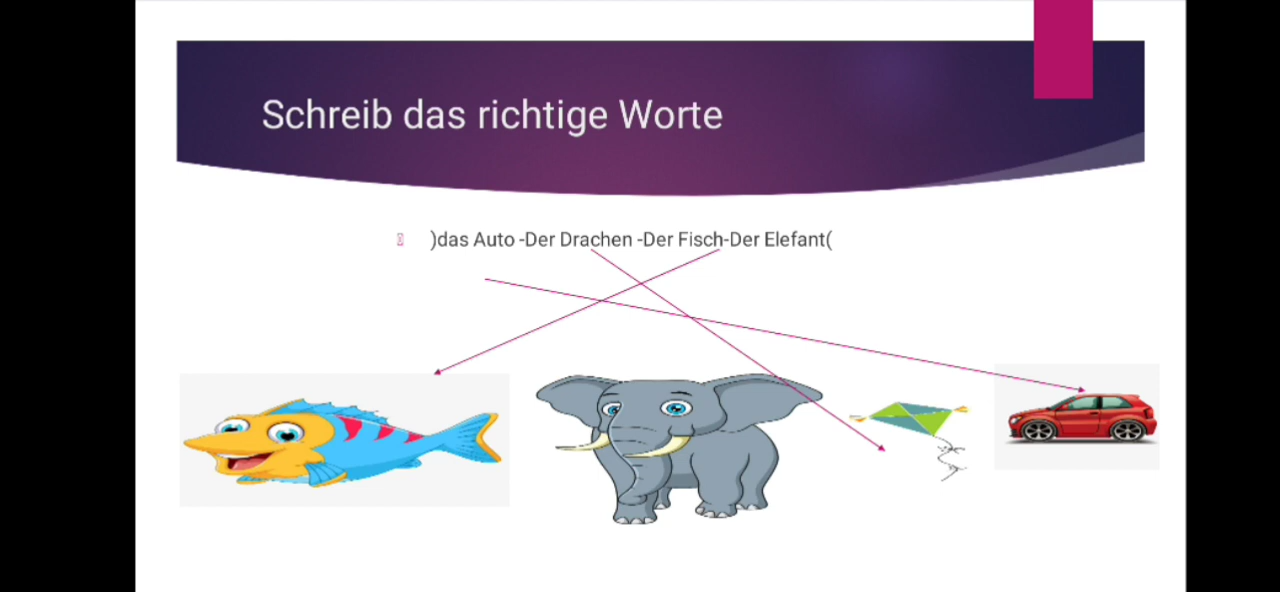 Schreib das richtige Worte
)das Auto -Der Drachen -Der Fisch-Der Elefant(